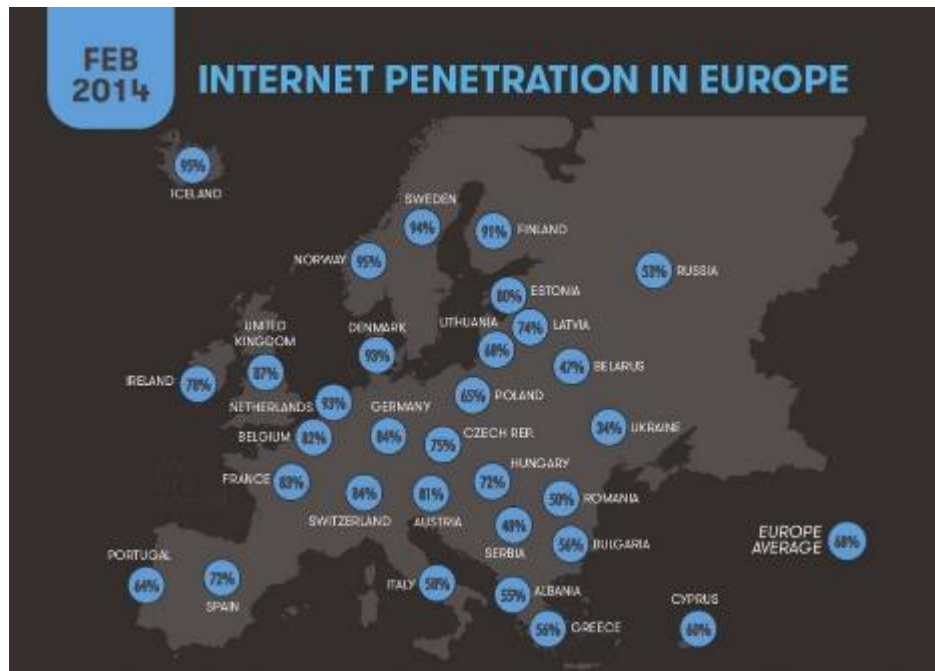 FEB
2014
INTERNET PENETRATION IN EUROPE
95%
ICELAND
SWEDEN
94%
91% FINLAND
NORWAY 95%
53% RUSSIA
80% ESTONIA
LITHUANIA
74% LATVIA
68%
UNITED
KINGDOM
87%
DENMARK
93%
47% BELARUS
IRELAND 78%
NETHERLANDS 93%
65% POLAND
GERMANY
84%
BELGIUM 82%
75% CZECH REP.
34% UKRAINE
FRANCE 83%
84%
SWITZERLAND
81%
AUSTRIA
HUNGARY
72%
50% ROMANIA
48%
SERBIA
56% BULGARIA
EUROPE
AVERAGE 68%
PORTUGAL
64%
72%
SPAIN
ITALY 58%
55% ALBANIA
56% GREECE
CYPRUS
60%